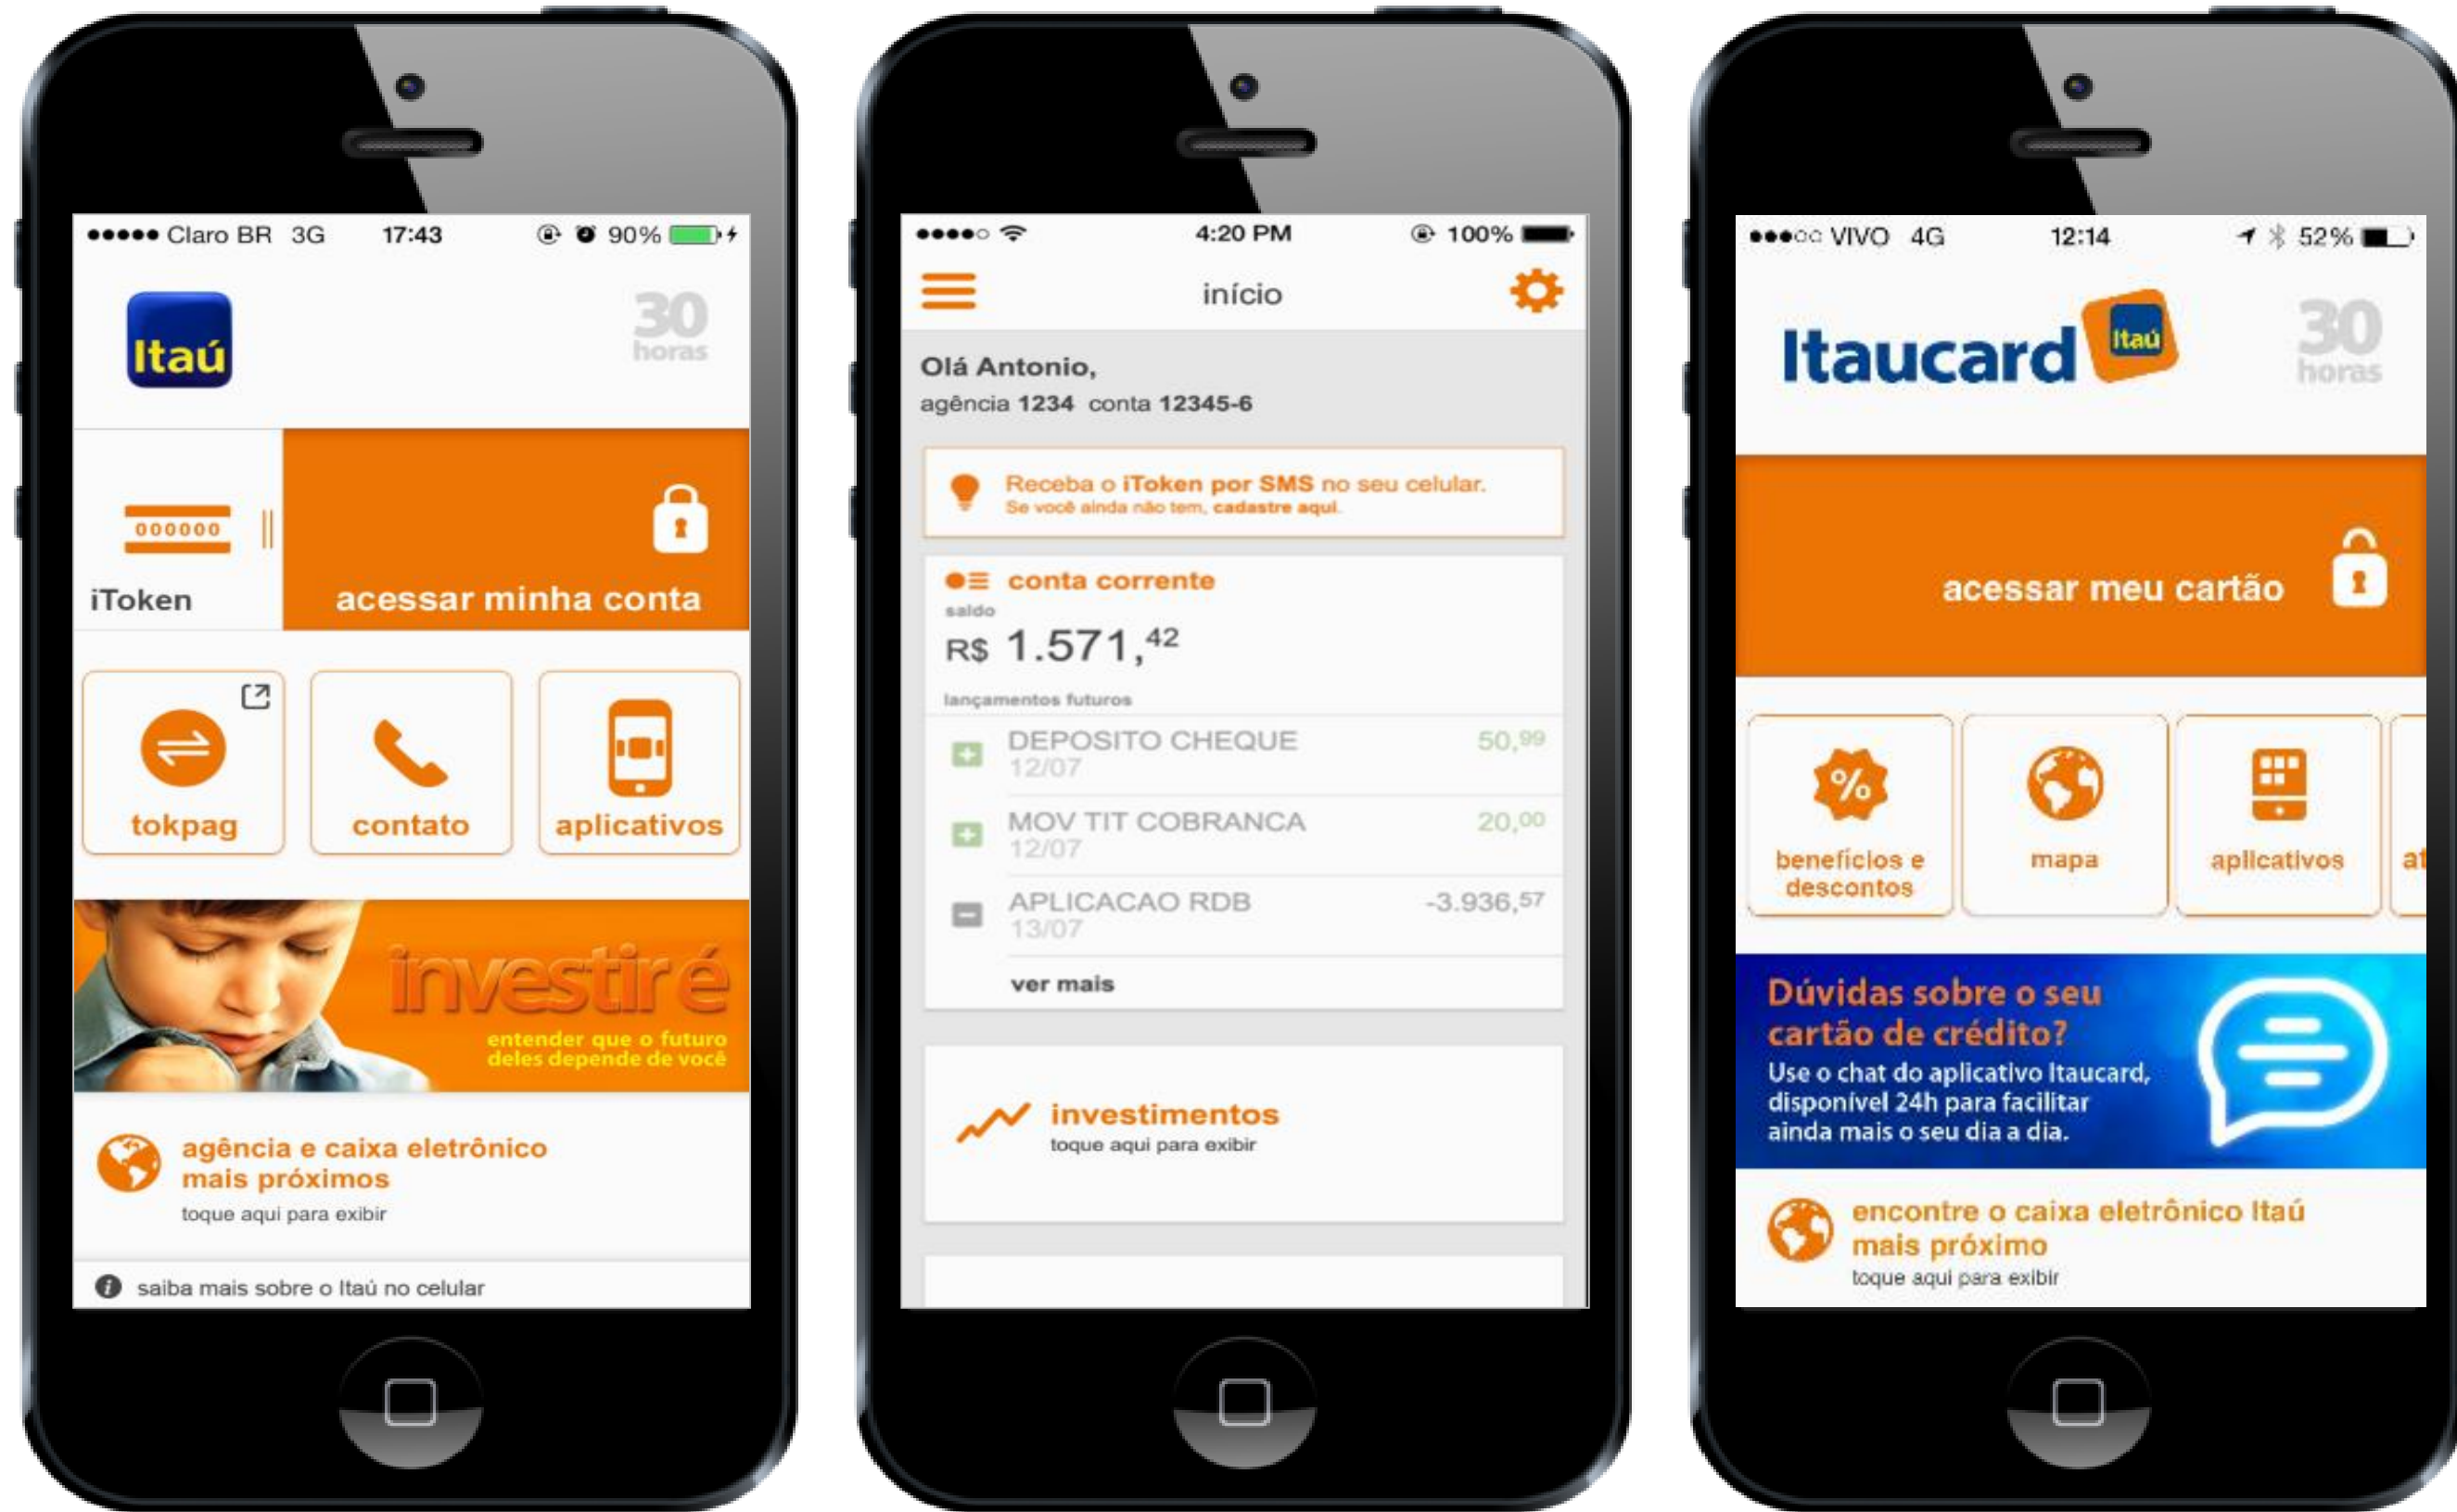 Claro BR 3G 17:43 90%
Itaú
30
horas
000000
iToken
acessar minha conta
tokpag
contato
aplicativos
investir é
entender que o futuro
deles depende de você
agência e caixa eletrônico
mais próximos
toque aqui para exibir
saiba mais sobre o Itaú no celular
4:20 PM 100%
início
Olá Antonio,
agência 1234 conta 12345-6
Receba o iToken por SMS no seu celular.
Se você ainda não tem, cadastre aqui.
conta corrente
saldo
R$ 1.571,42
lançamentos futuros
DEPOSITO CHEQUE 50,99
12/07
MOV TIT COBRANCA 20,00
12/07
APLICACAO RDB -3.936,57
13/07
ver mais
investimentos
toque aqui para exibir
VIVO 4G 12:14 52%
Itaucard Itaú
30
horas
acessar meu cartão
%
benefícios e
descontos
mapa
aplicativos
at
Dúvidas sobre o seu
cartão de crédito?
Use o chat do aplicativo Itaucard,
disponível 24h para facilitar
ainda mais o seu dia a dia.
encontre o caixa eletrônico Itaú
mais próximo
toque aqui para exibir